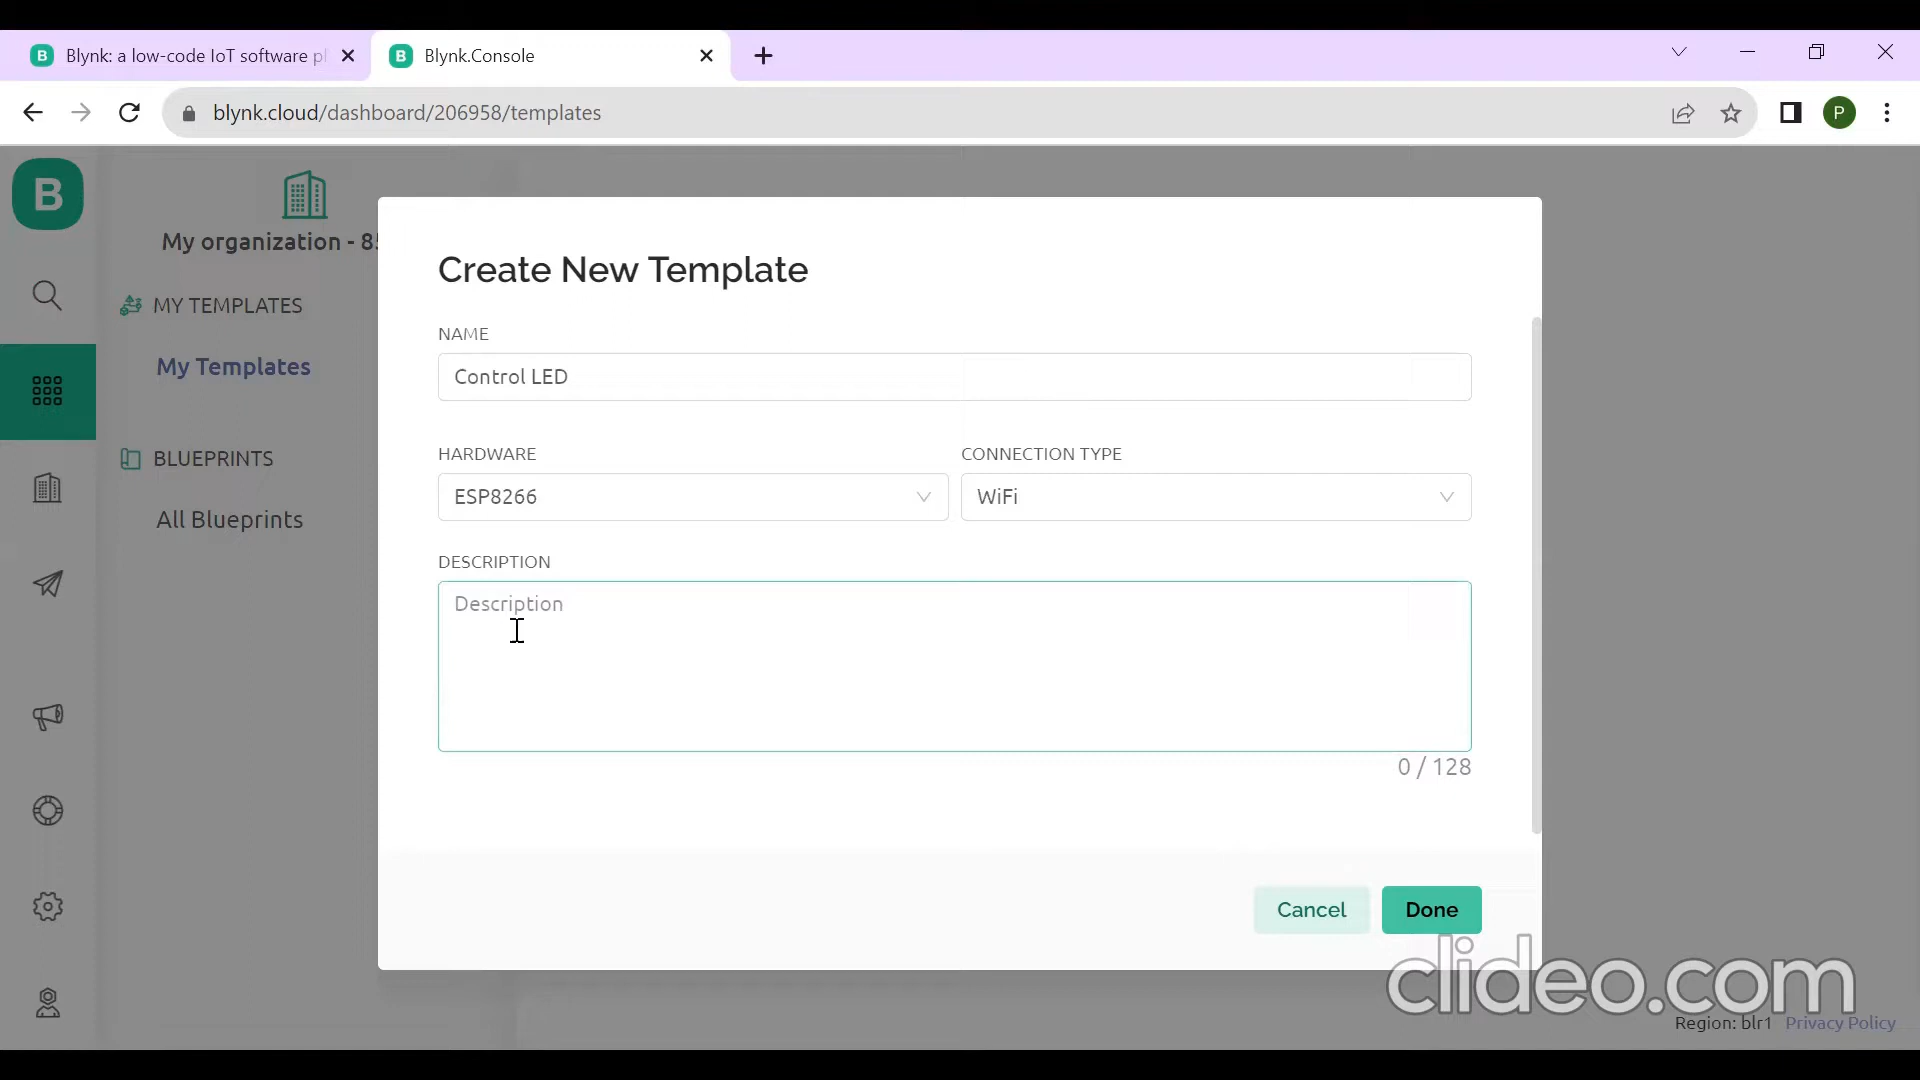 B Blynk: a low-code IoT software pl
B Blynk.Console
blynk.cloud/dashboard/206958/templates
P
B
My organization - 85
MY TEMPLATES
My Templates
BLUEPRINTS
All Blueprints
Create New Template
NAME
Control LED
HARDWARE
CONNECTION TYPE
ESP8266
WiFi
DESCRIPTION
Description
0 / 128
Cancel
Done
clideo.com
Region: blr1 Privacy Policy